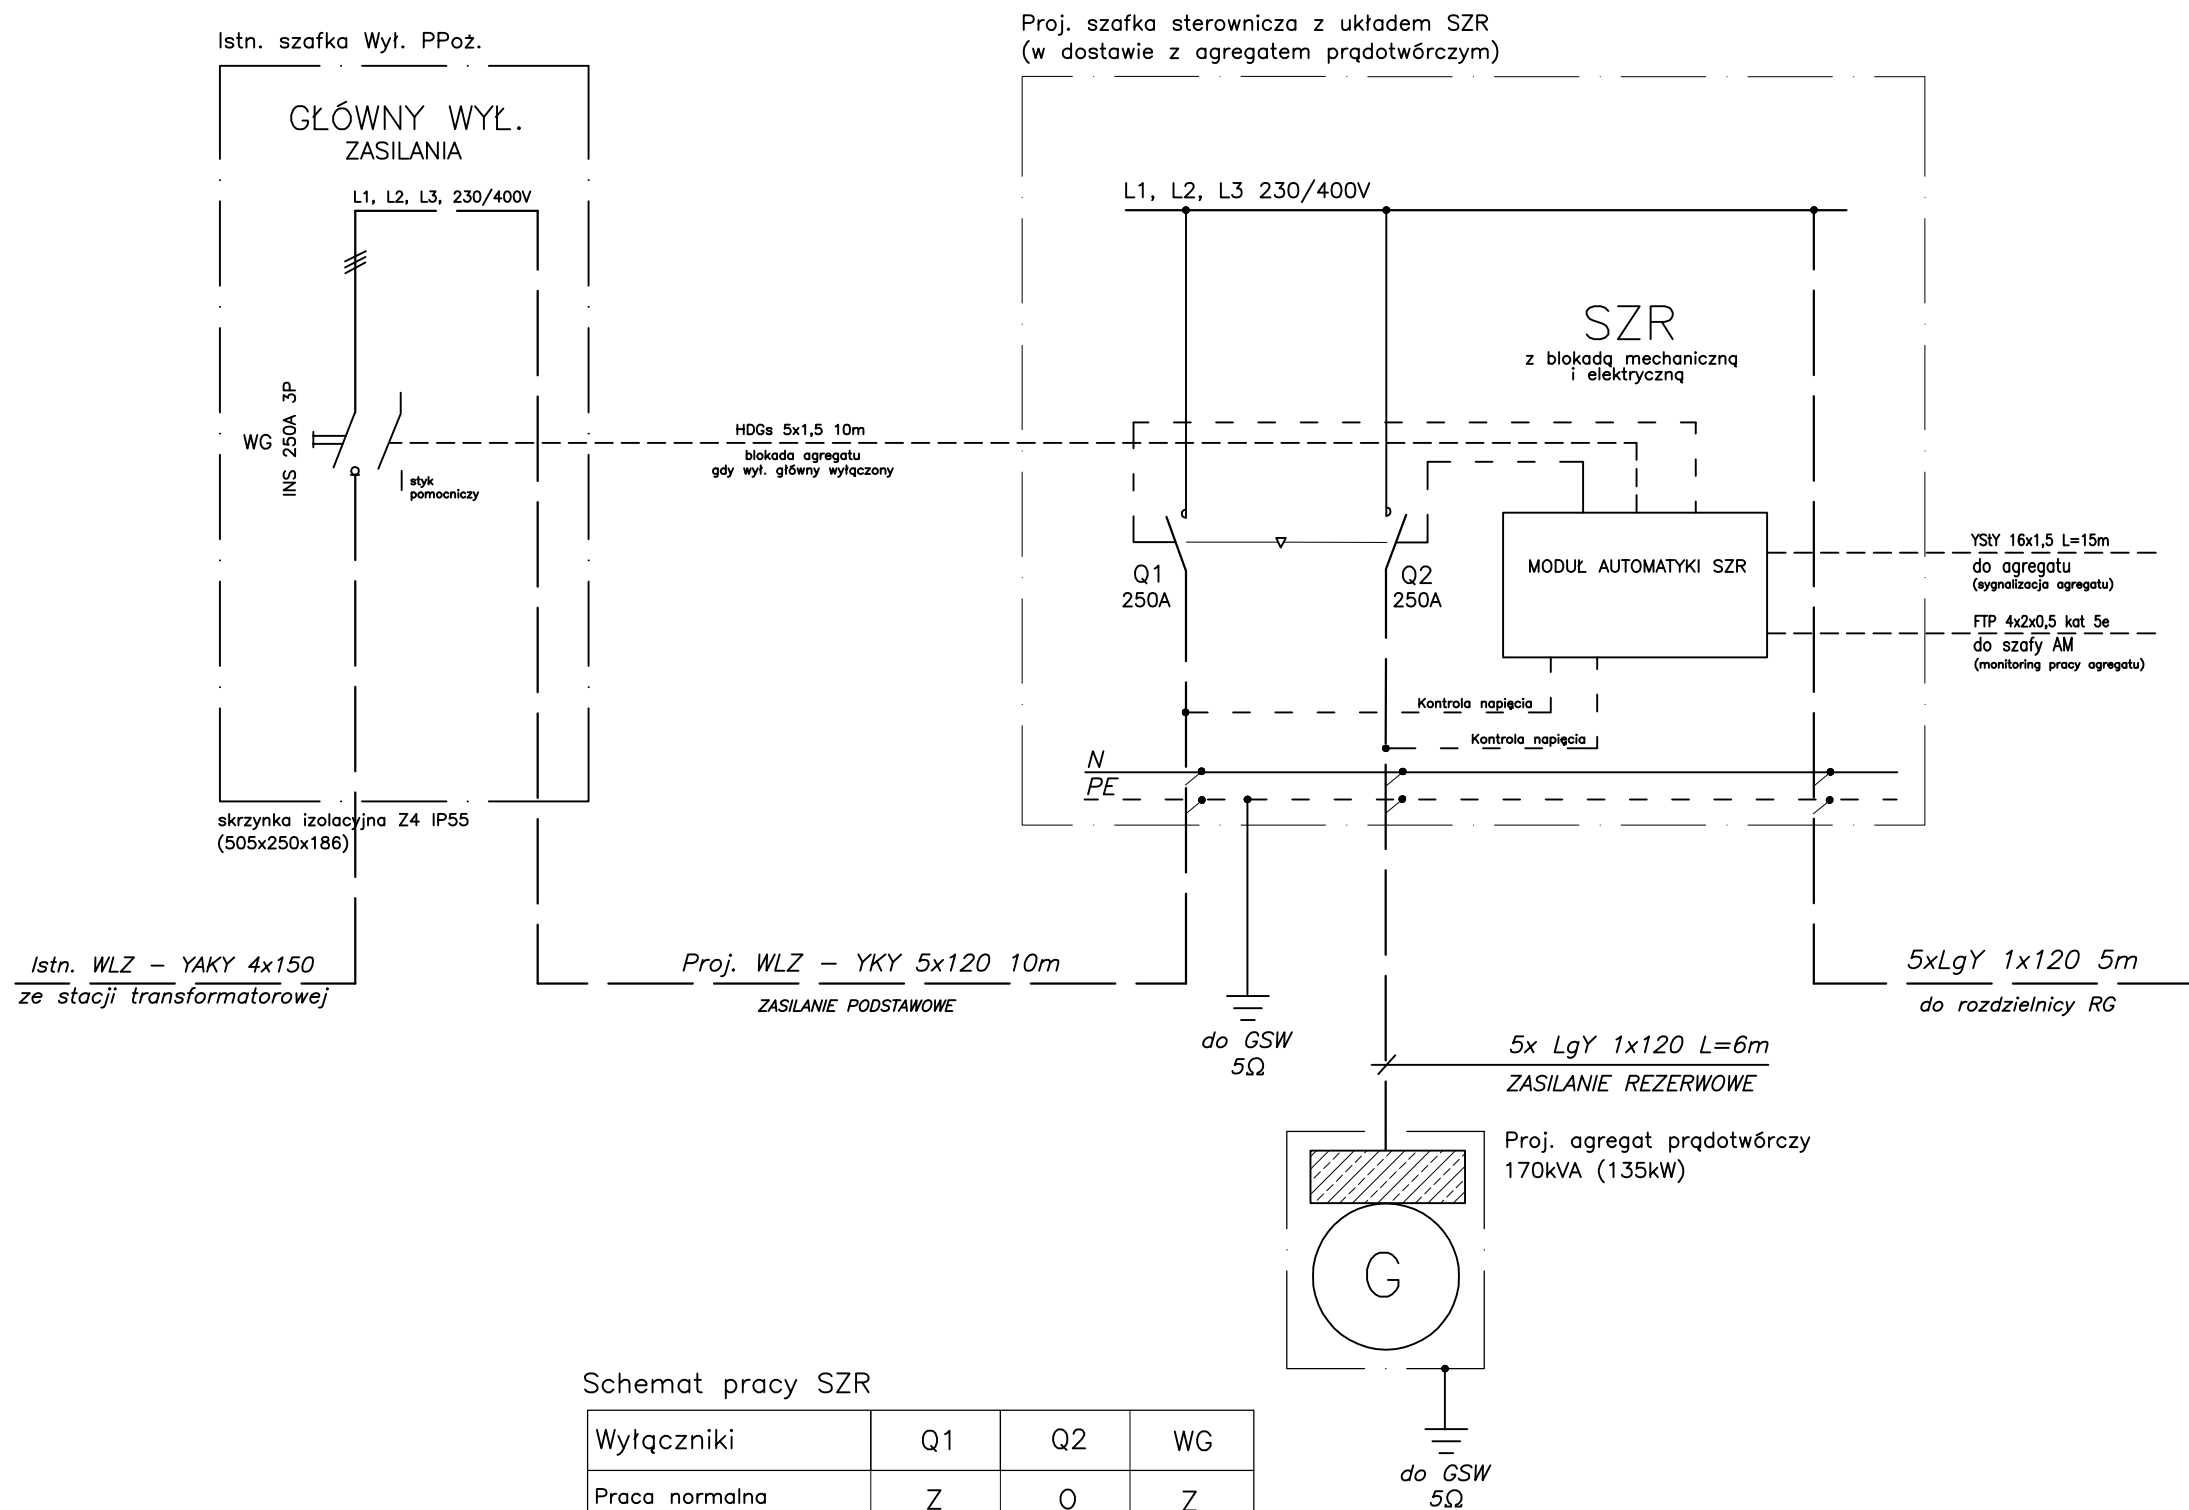 Istn. szafka Wył. PPoż.
GŁÓWNY WYŁ.
ZASILANIA
L1, L2, L3, 230/400V
WG
INS 250A 3P
styk
pomocniczy
skrzynka izolacyjna Z4 IP55
(505x250x186)
Istn. WLZ – YAKY 4x150
ze stacji transformatorowej
HDGs 5x1,5 10m
blokada agregatu
gdy wył. główny wyłączony
Proj. WLZ – YKY 5x120 10m
ZASILANIE PODSTAWOWE
Proj. szafka sterownicza z układem SZR
(w dostawie z agregatem prądotwórczym)
L1, L2, L3 230/400V
SZR
z blokadą mechaniczną
i elektryczną
Q1
250A
Q2
250A
MODUŁ AUTOMATYKI SZR
YStY 16x1,5 L=15m
do agregatu
(sygnalizacja agregatu)
FTP 4x2x0,5 kat 5e
do szafy AM
(monitoring pracy agregatu)
Kontrola napięcia
Kontrola napięcia
N
PE
do GSW
5Ω
5xLgY 1x120 5m
do rozdzielnicy RG
5x LgY 1x120 L=6m
ZASILANIE REZERWOWE
Proj. agregat prądotwórczy
170kVA (135kW)
G
do GSW
5Ω
Schemat pracy SZR
Wyłączniki Q1 Q2 WG
Praca normalna Z O Z